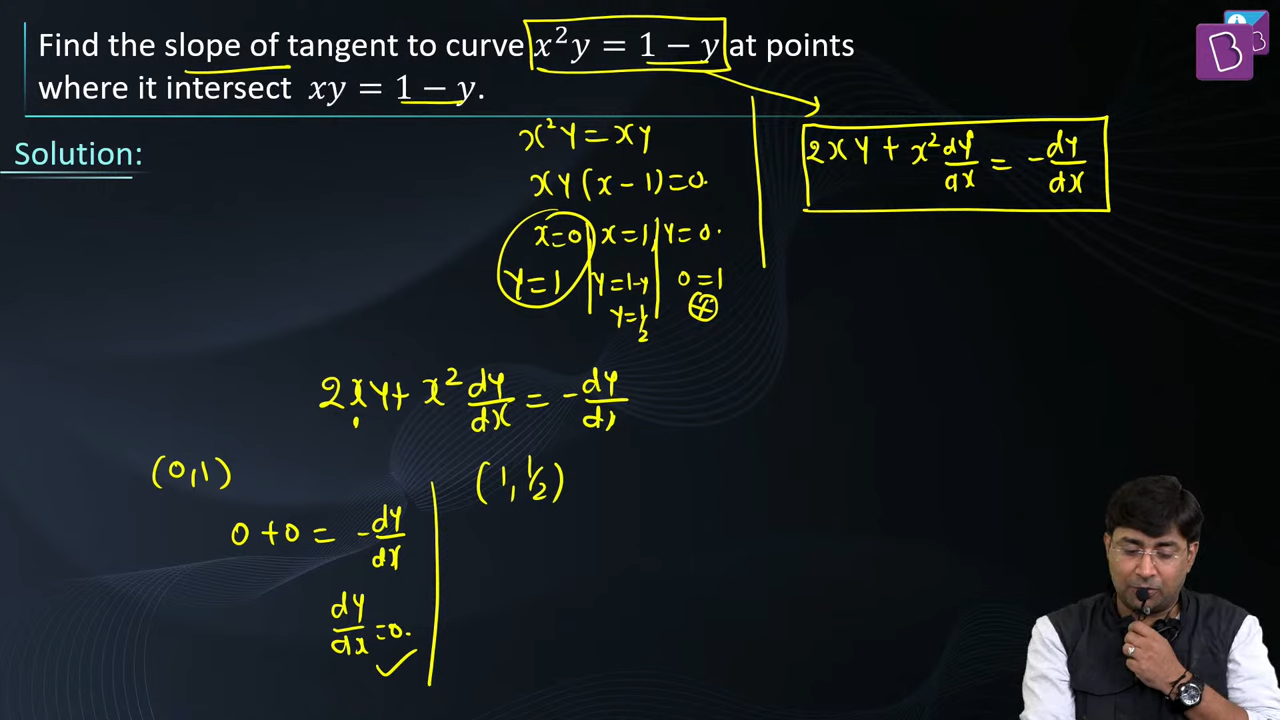 Find the slope of tangent to curve x²y = 1 − y at points
where it intersect xy = 1 − y.
Solution:
x²y = xy
xy(x − 1) = 0.
x=0 | x=1 | y=0.
y=1 | y=1-y | 0=1
y=1/2
2xy + x² dy/dx = -dy/dx
2xy + x² dy/dx = -dy/dx
(0,1)
0 + 0 = -dy/dx
dy/dx = 0.
(1, 1/2)
B